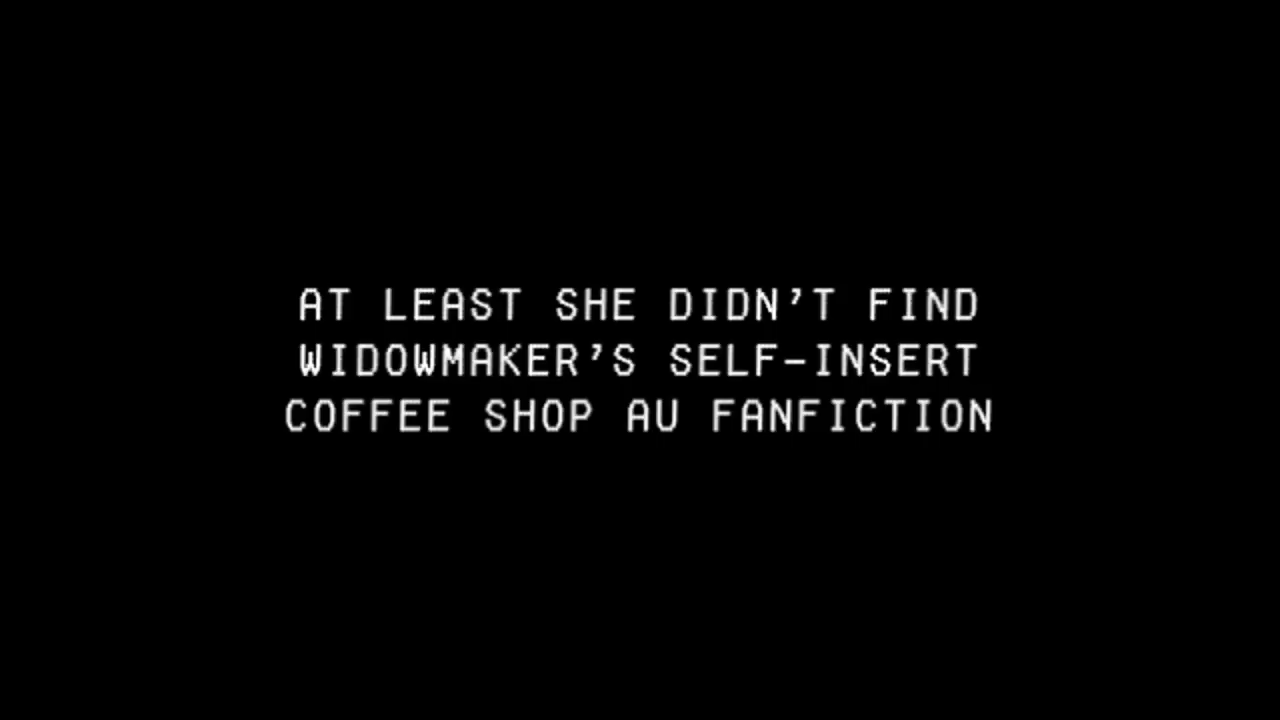 AT LEAST SHE DIDN’T FIND
WIDOWMAKER’S SELF-INSERT
COFFEE SHOP AU FANFICTION